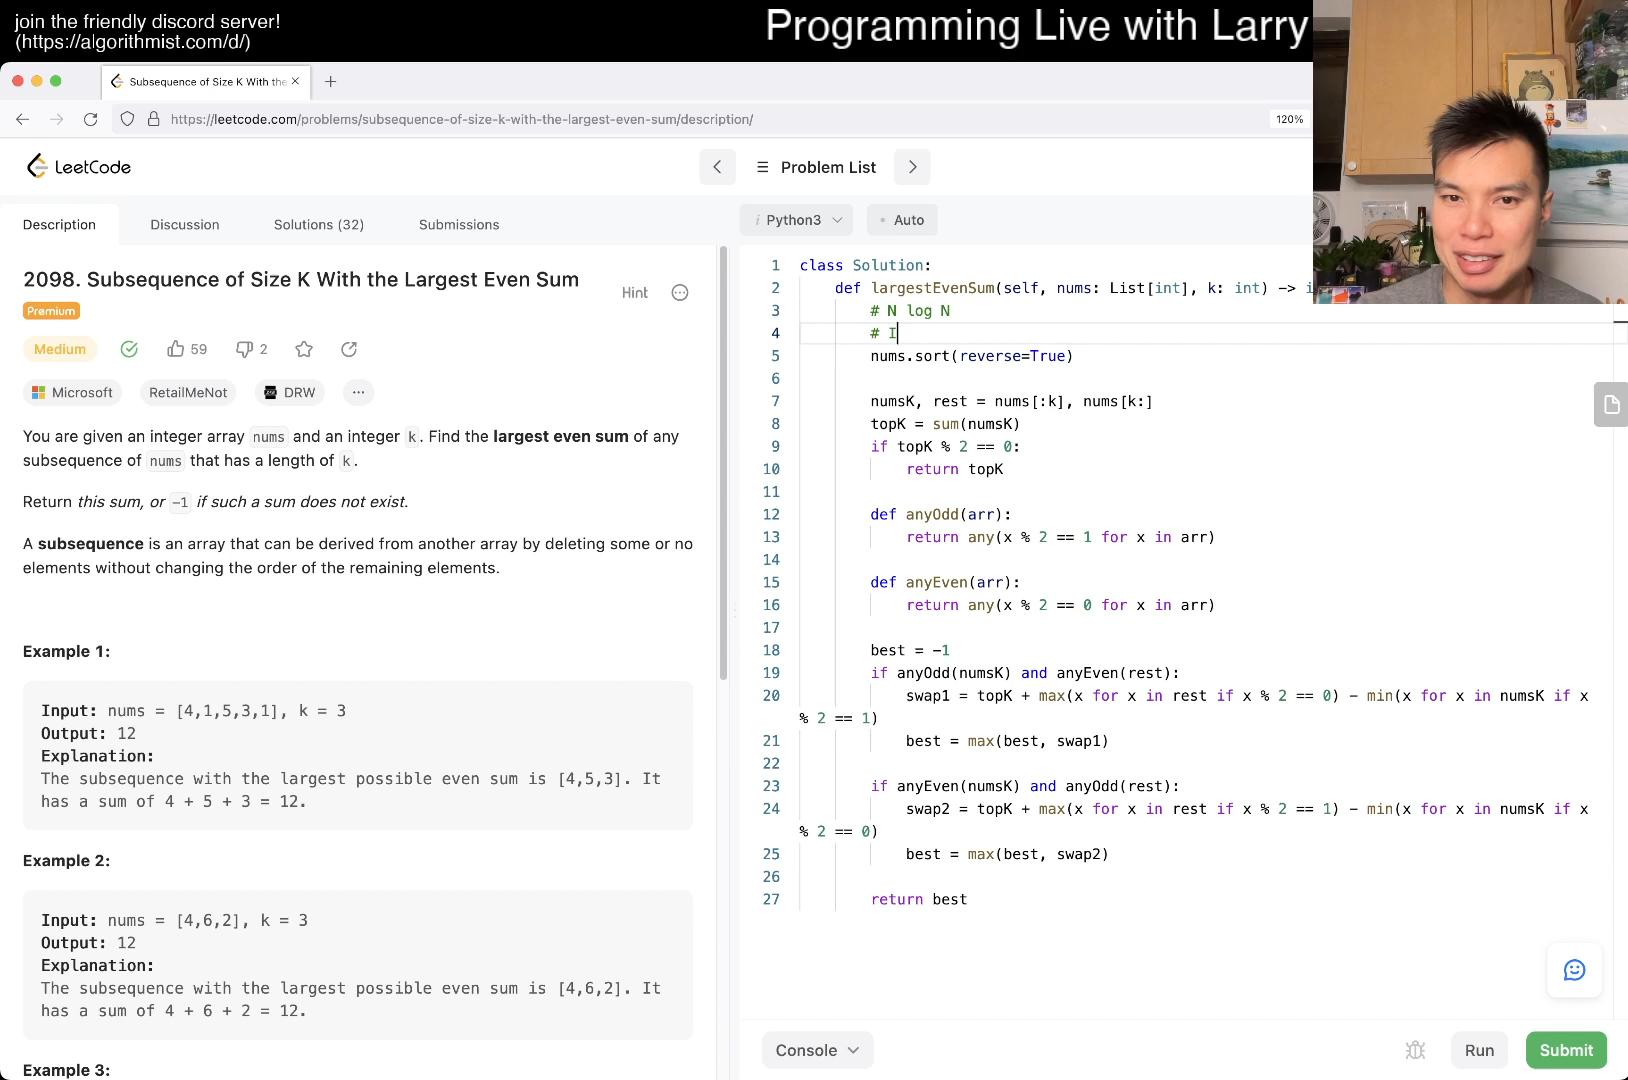 join the friendly discord server!
(https://algorithmist.com/d/)
Programming Live with Larry
Subsequence of Size K With the
https://leetcode.com/problems/subsequence-of-size-k-with-the-largest-even-sum/description/
120%
LeetCode
Problem List
Description
Discussion
Solutions (32)
Submissions
2098. Subsequence of Size K With the Largest Even Sum
Hint
Premium
Medium
59
2
Microsoft
RetailMeNot
DRW
...
You are given an integer array nums and an integer k. Find the largest even sum of any
subsequence of nums that has a length of k.
Return this sum, or -1 if such a sum does not exist.
A subsequence is an array that can be derived from another array by deleting some or no
elements without changing the order of the remaining elements.
Example 1:
Input: nums = [4,1,5,3,1], k = 3
Output: 12
Explanation:
The subsequence with the largest possible even sum is [4,5,3]. It
has a sum of 4 + 5 + 3 = 12.
Example 2:
Input: nums = [4,6,2], k = 3
Output: 12
Explanation:
The subsequence with the largest possible even sum is [4,6,2]. It
has a sum of 4 + 6 + 2 = 12.
Example 3:
i Python3
Auto
1 class Solution:
2 def largestEvenSum(self, nums: List[int], k: int) -> i
3 # N log N
4 # I
5 nums.sort(reverse=True)
6
7 numsK, rest = nums[:k], nums[k:]
8 topK = sum(numsK)
9 if topK % 2 == 0:
10 return topK
11
12 def anyOdd(arr):
13 return any(x % 2 == 1 for x in arr)
14
15 def anyEven(arr):
16 return any(x % 2 == 0 for x in arr)
17
18 best = -1
19 if anyOdd(numsK) and anyEven(rest):
20 swap1 = topK + max(x for x in rest if x % 2 == 0) - min(x for x in numsK if x
% 2 == 1)
21 best = max(best, swap1)
22
23 if anyEven(numsK) and anyOdd(rest):
24 swap2 = topK + max(x for x in rest if x % 2 == 1) - min(x for x in numsK if x
% 2 == 0)
25 best = max(best, swap2)
26
27 return best
Console
Run
Submit